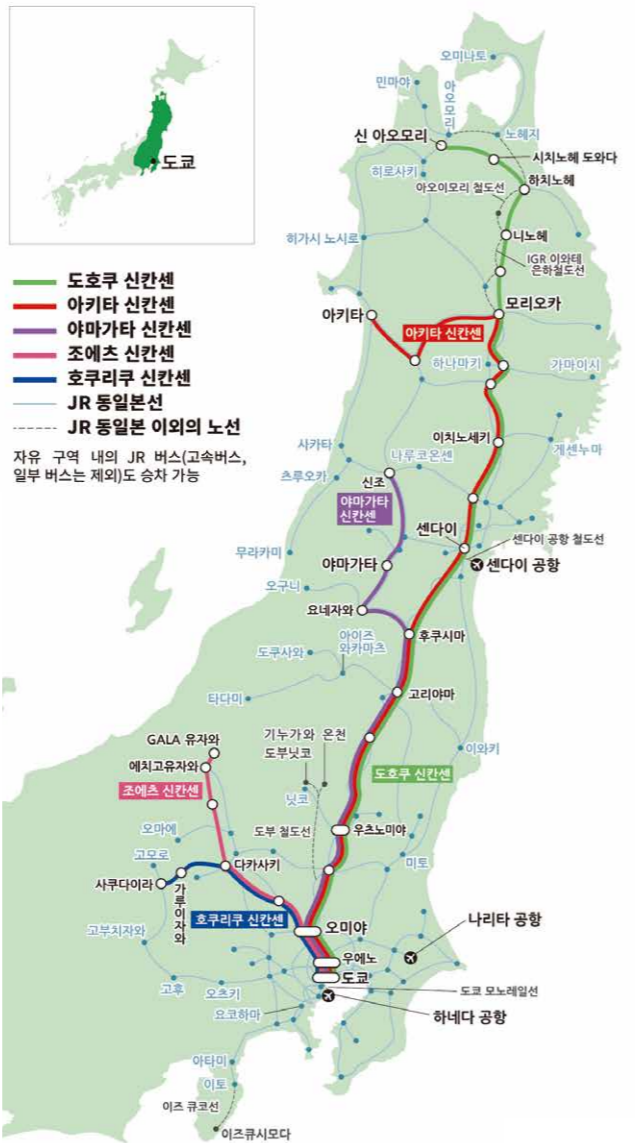 도쿄
도호쿠 신칸센
아키타 신칸센
야마가타 신칸센
조에츠 신칸센
호쿠리쿠 신칸센
JR 동일본선
JR 동일본 이외의 노선
자유 구역 내의 JR 버스(고속버스,
일부 버스는 제외)도 승차 가능
오미나토
민마야
아오모리
신 아오모리
노헤지
시치노헤 도와다
히로사키
하치노헤
아오이모리 철도선
니노헤
히가시 노시로
IGR 이와테
은하철도선
모리오카
아키타
아키타 신칸센
하나마키
가마이시
이치노세키
사카타
나루코온센
게센누마
츠루오카
신조
야마가타
신칸센
센다이
센다이 공항 철도선
무라카미
야마가타
센다이 공항
오구니
요네자와
후쿠시마
아이즈
와카마츠
도쿠사와
고리야마
타다미
기누가와 온천
GALA 유자와
도부닛코
이와키
에치고유자와
도호쿠 신칸센
조에츠 신칸센
닛코
오마에
도부 철도선
우츠노미야
고모로
다카사키
미토
사쿠다이라
가루이자와
호쿠리쿠 신칸센
오미야
나리타 공항
고부치자와
우에노
도쿄
고후
오츠키
도쿄 모노레일선
요코하마
하네다 공항
아타미
이토
이즈 큐코선
이즈큐시모다